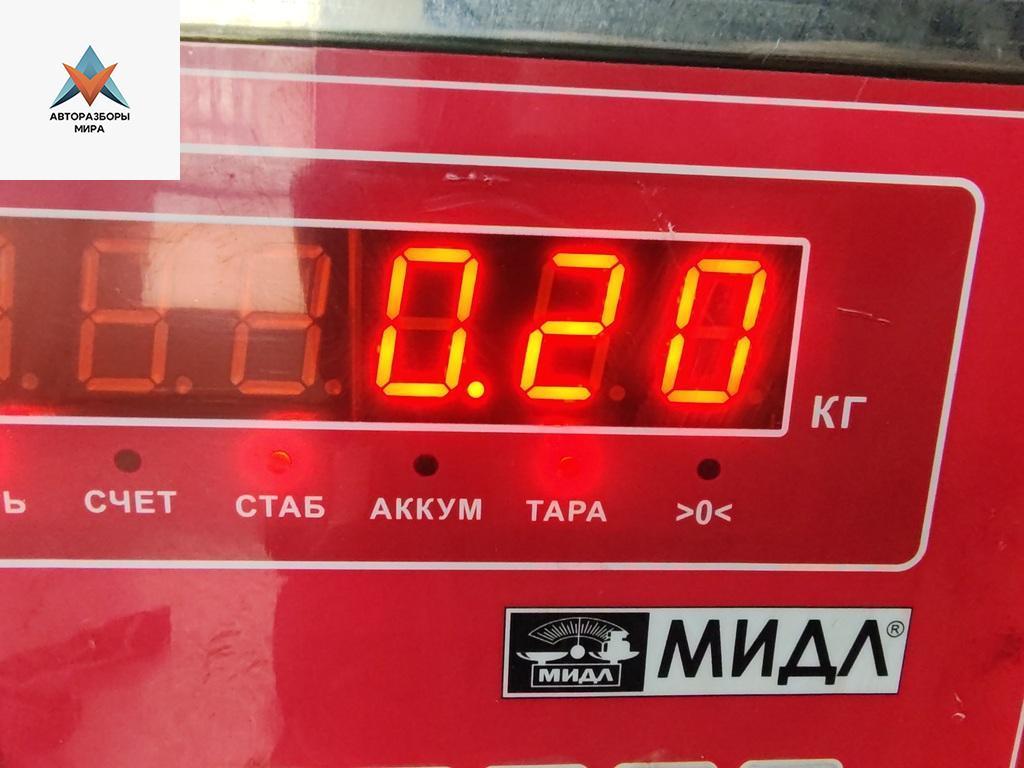 АВТОРАЗБОРЫ
МИРА
0.20
КГ
Ь СЧЕТ СТАБ АККУМ ТАРА >0<
МИДЛ МИДЛ®